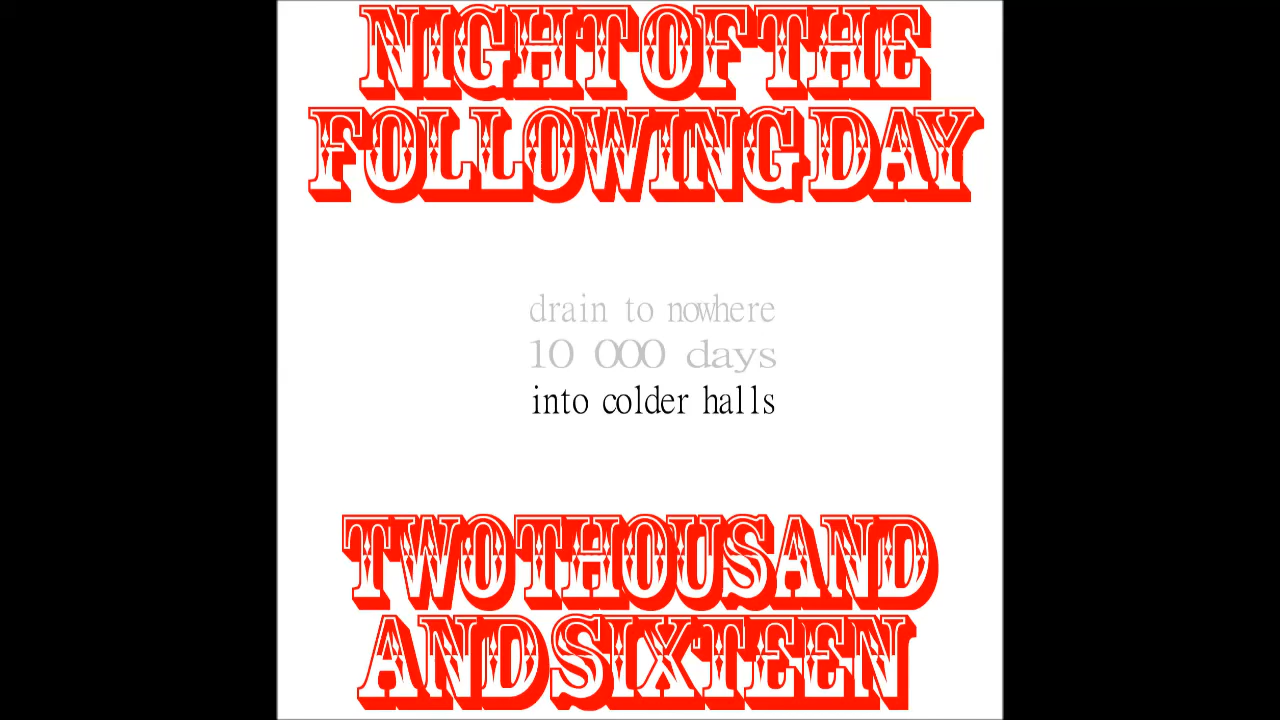 NIGHT OF THE
FOLLOWING DAY
drain to nowhere
10 000 days
into colder halls
TWO THOUSAND
AND SIXTEEN